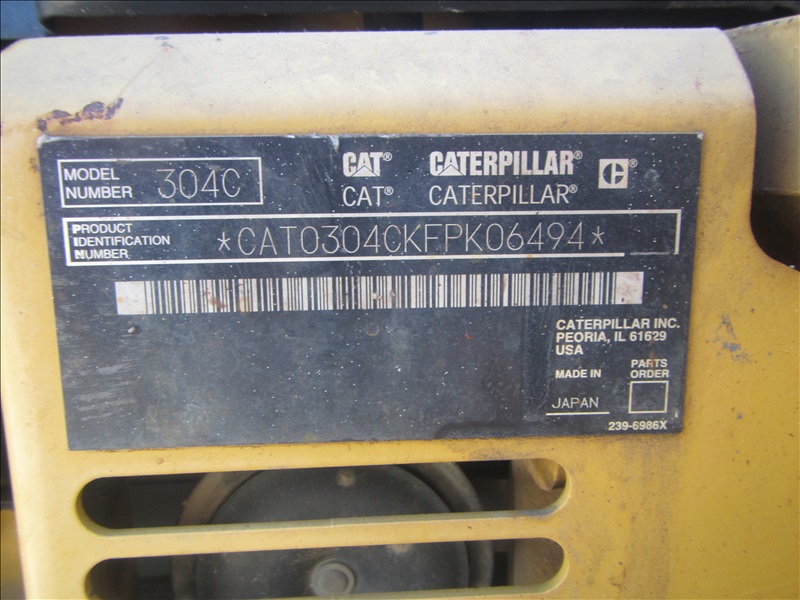 MODEL
NUMBER 304C
CAT® CATERPILLAR® C®
CAT® CATERPILLAR®
PRODUCT
IDENTIFICATION
NUMBER
*CAT0304CKFPK06494*
CATERPILLAR INC.
PEORIA, IL 61629
USA
MADE IN
JAPAN
PARTS
ORDER
239-6986X